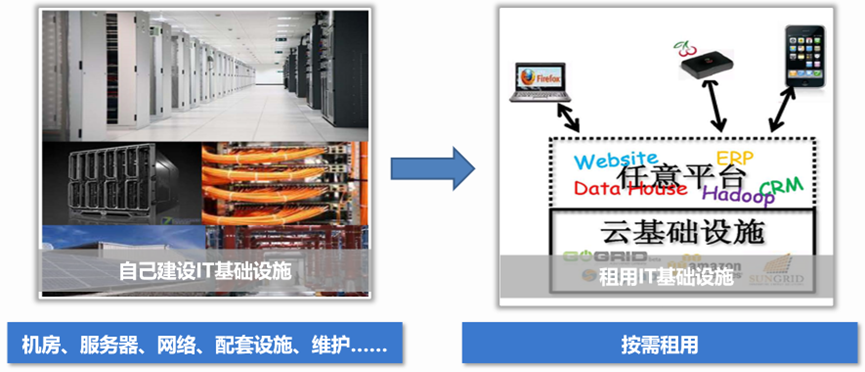 自己建设IT基础设施
机房、服务器、网络、配套设施、维护……
Firefox
Website
ERP
任意平台
Data House
Hadoop
CRM
云基础设施
GOGRID
amazon
SUNGRID
租用IT基础设施
按需租用